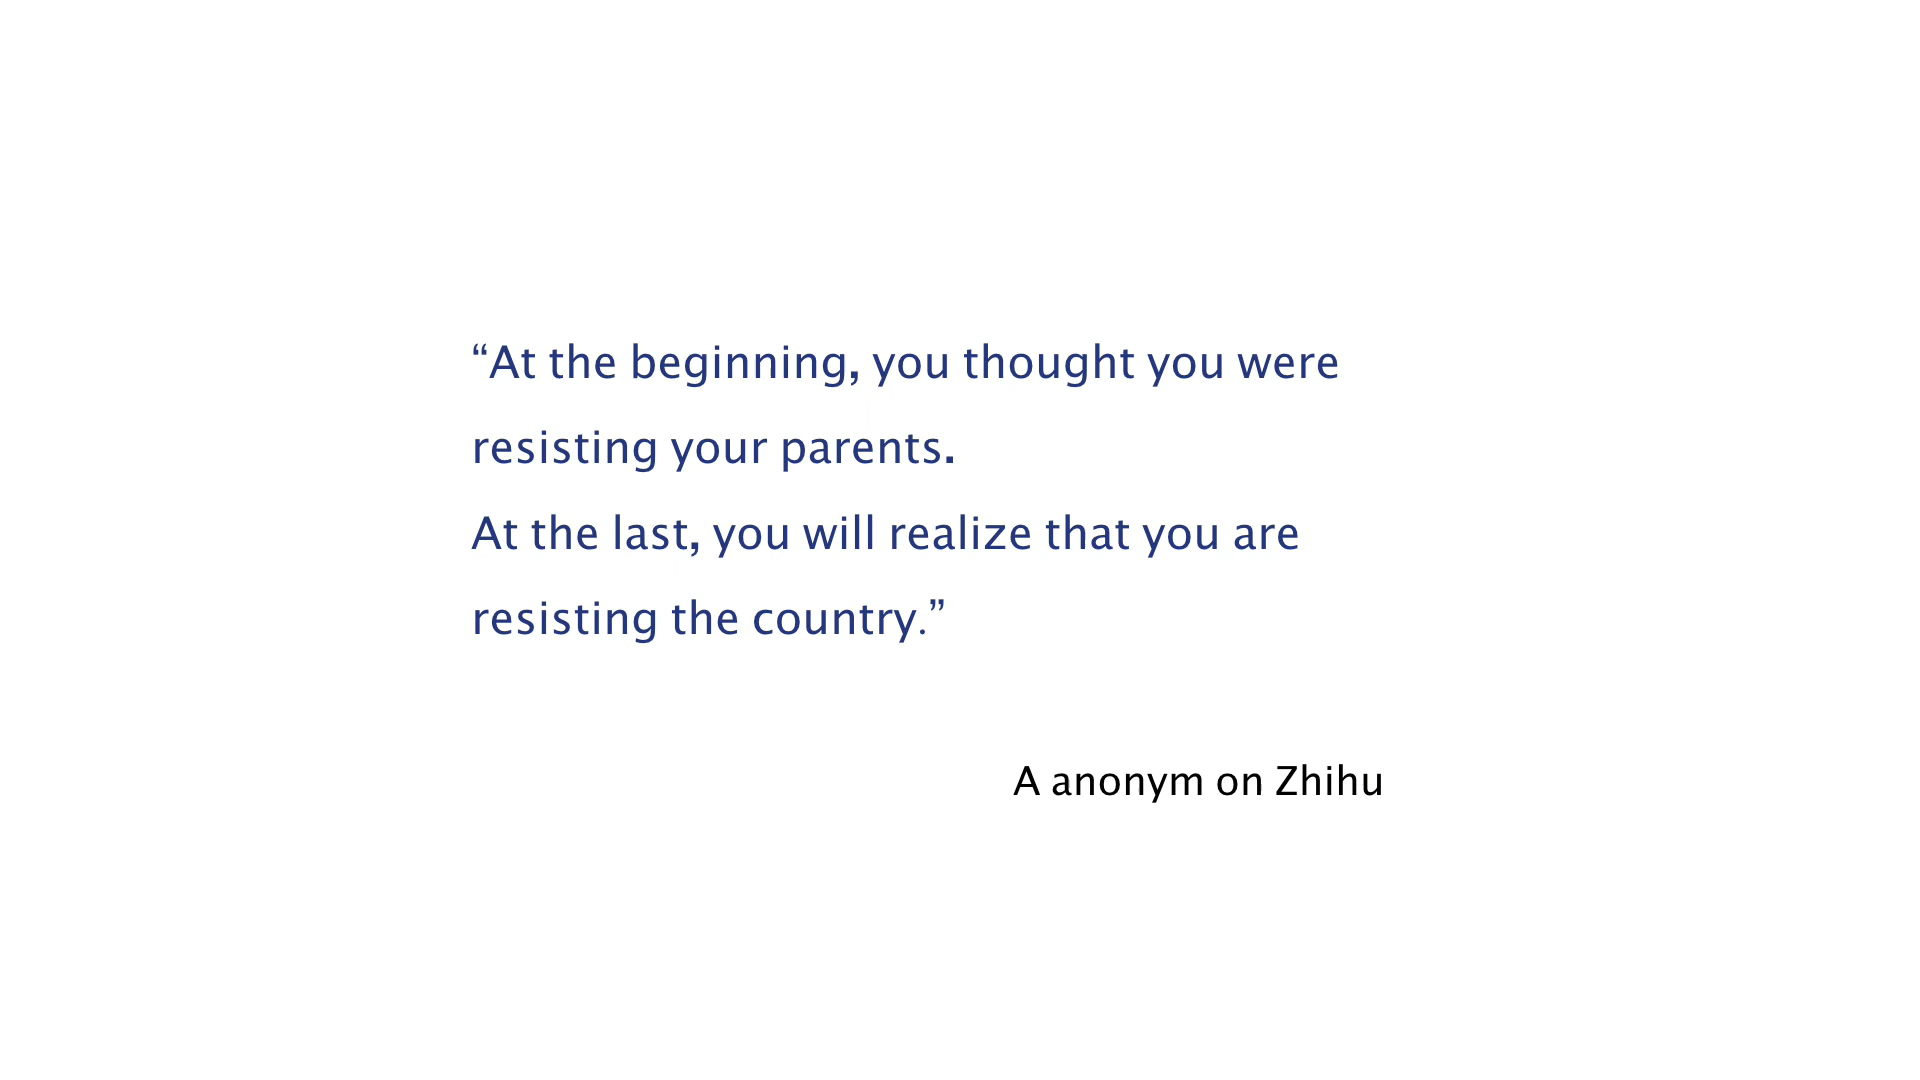 “At the beginning, you thought you were
resisting your parents.
At the last, you will realize that you are
resisting the country.”
A anonym on Zhihu